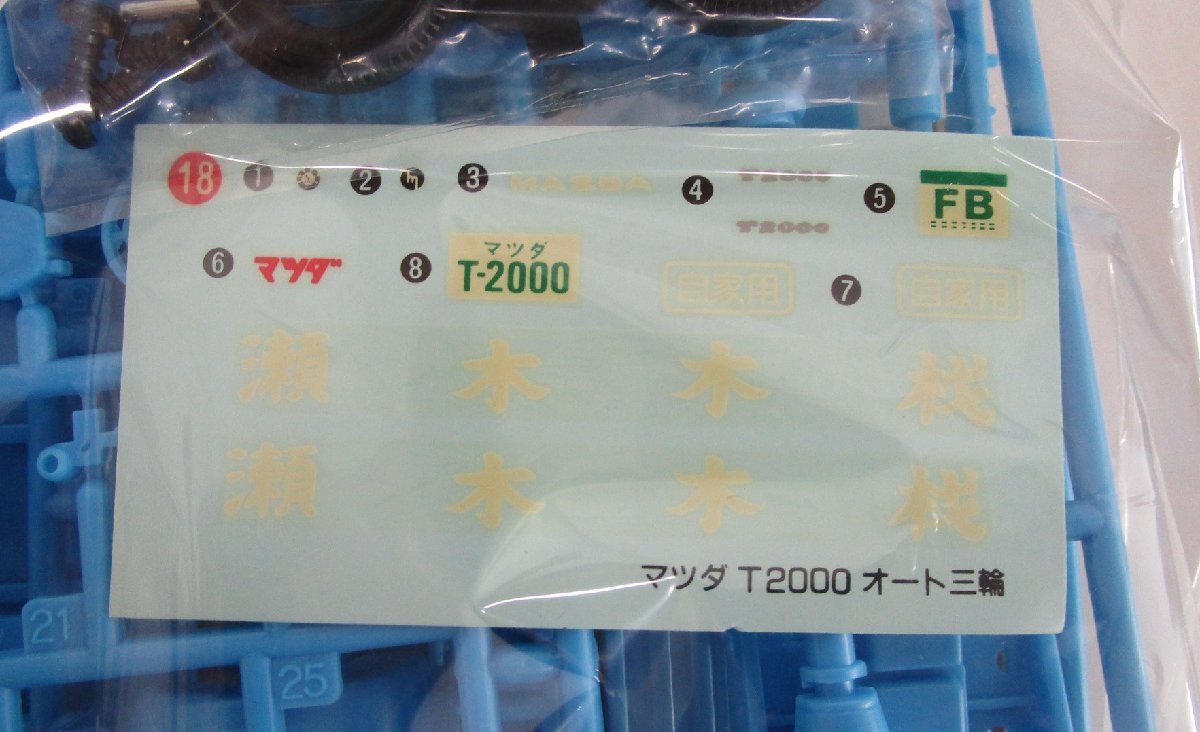 18 1 2 3 MAZDA 4 T2000 5 FB
T2000
6 マツダ 8 マツダ 自家用 7 自家用
T-2000
瀬 木 木 桟
瀬 木 木 桟
マツダ T2000 オート三輪
21
25